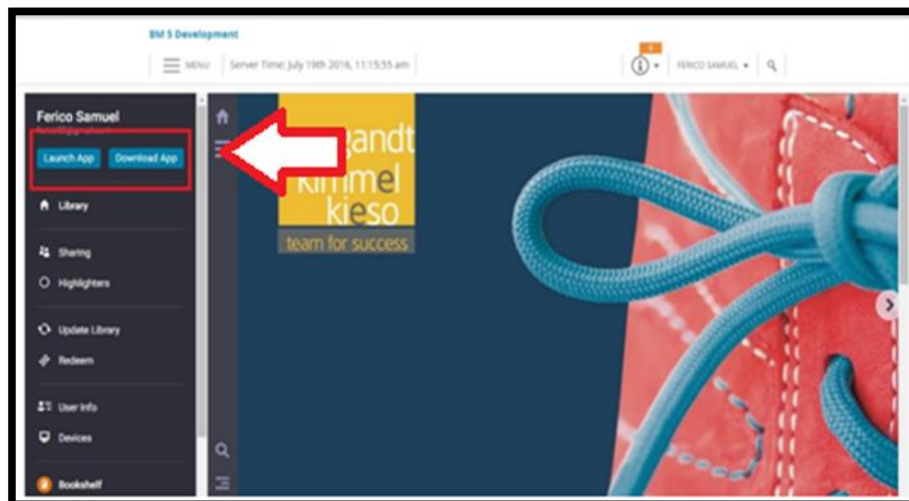 BM 5 Development
MENU
Server Time: July 19th 2016, 11:15:55 am
FERICO SAMUEL
Ferico Samuel
Launch App
Download App
Library
Sharing
Highlighters
Update Library
Redeem
User Info
Devices
Bookshelf
kimmel
kieso
team for success